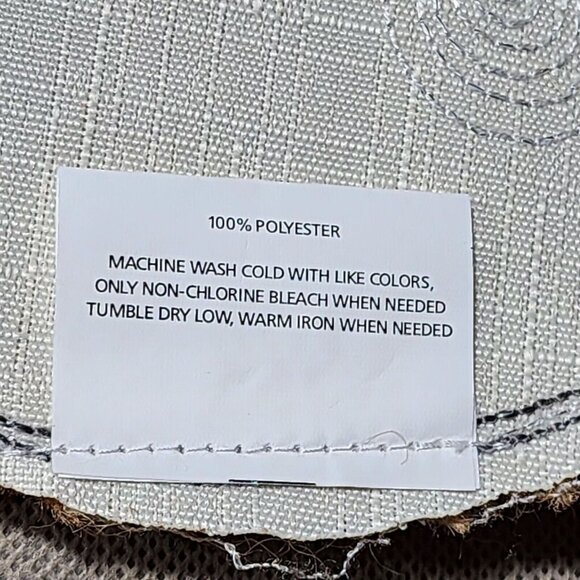 100% POLYESTER
MACHINE WASH COLD WITH LIKE COLORS,
ONLY NON-CHLORINE BLEACH WHEN NEEDED
TUMBLE DRY LOW, WARM IRON WHEN NEEDED